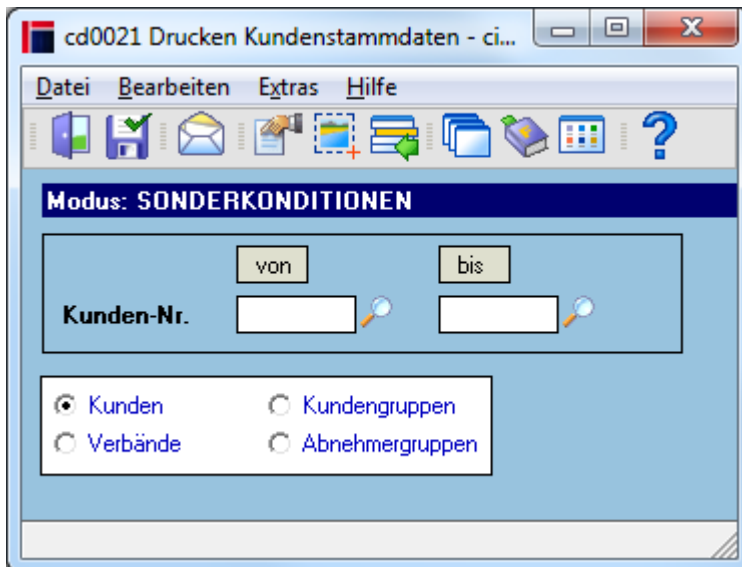 cd0021 Drucken Kundenstammdaten - ci...
Datei Bearbeiten Extras Hilfe
Modus: SONDERKONDITIONEN
von bis
Kunden-Nr.
Kunden Kundengruppen
Verbände Abnehmergruppen